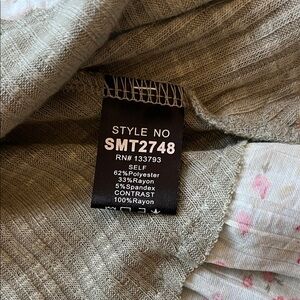 STYLE NO
SMT2748
RN# 133793
SELF
62%Polyester
33%Rayon
5%Spandex
CONTRAST
100%Rayon